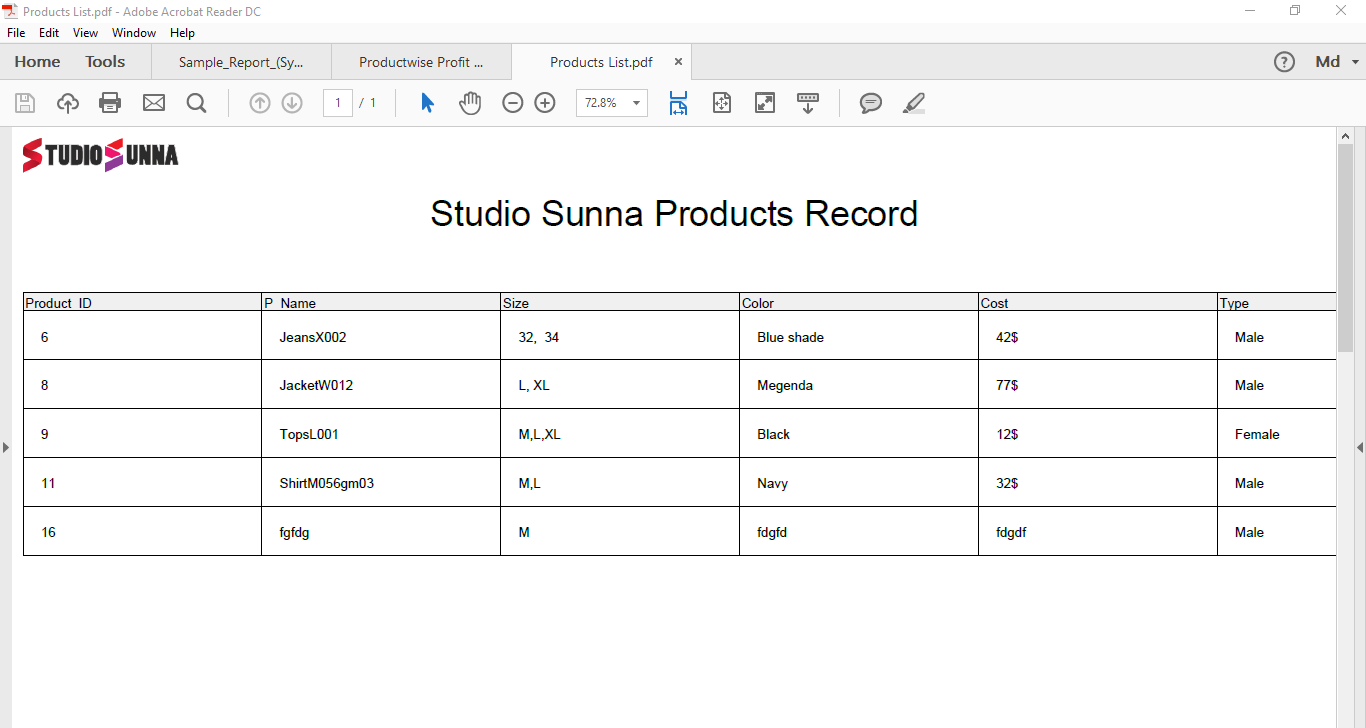 Products List.pdf - Adobe Acrobat Reader DC
File Edit View Window Help
Home Tools Sample_Report_(Sy... Productwise Profit ... Products List.pdf × ? Md
1 / 1 72.8%
STUDIO SUNNA
Studio Sunna Products Record
Product_ID P_Name Size Color Cost Type
6 JeansX002 32, 34 Blue shade 42$ Male
8 JacketW012 L, XL Megenda 77$ Male
9 TopsL001 M,L,XL Black 12$ Female
11 ShirtM056gm03 M,L Navy 32$ Male
16 fgfdg M fdgfd fdgdf Male